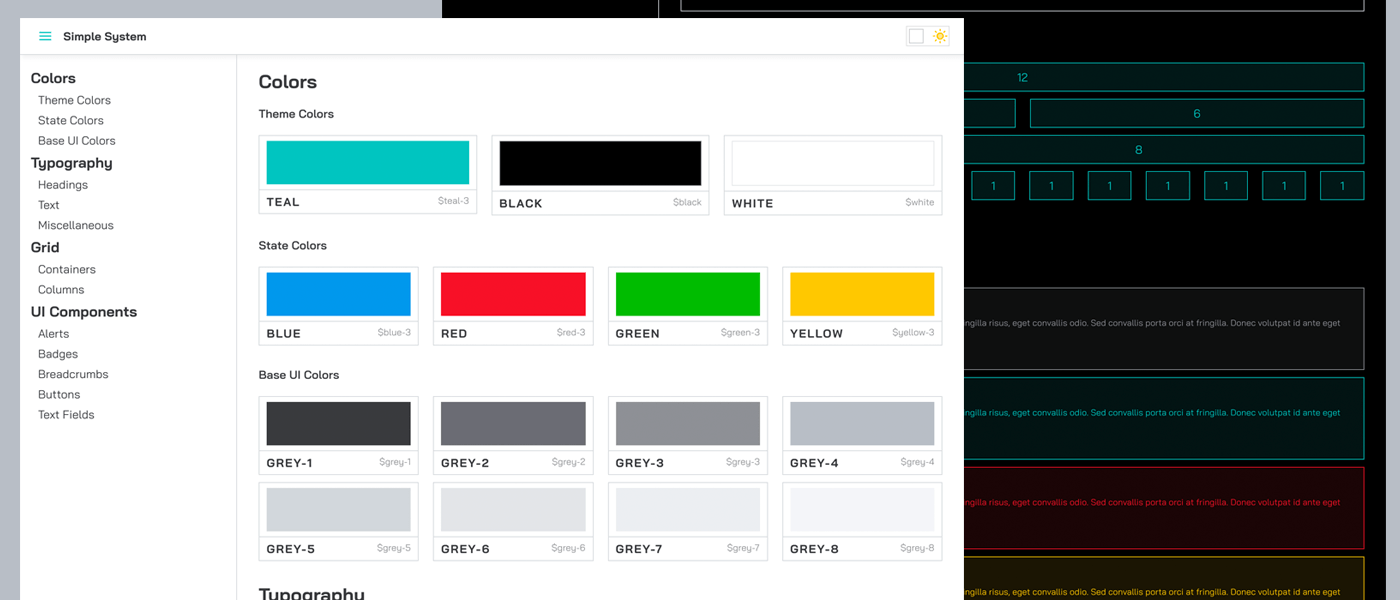 Simple System
Colors
Theme Colors
State Colors
Base UI Colors
Typography
Headings
Text
Miscellaneous
Grid
Containers
Columns
UI Components
Alerts
Badges
Breadcrumbs
Buttons
Text Fields
Colors
Theme Colors
TEAL $teal-3
BLACK $black
WHITE $white
State Colors
BLUE $blue-3
RED $red-3
GREEN $green-3
YELLOW $yellow-3
Base UI Colors
GREY-1 $grey-1
GREY-2 $grey-2
GREY-3 $grey-3
GREY-4 $grey-4
GREY-5 $grey-5
GREY-6 $grey-6
GREY-7 $grey-7
GREY-8 $grey-8
Typography
12
6
8
1 1 1 1 1 1 1
risus, eget convallis odio. Sed convallis porta orci at fringilla. Donec volutpat id ante eget
risus, eget convallis odio. Sed convallis porta orci at fringilla. Donec volutpat id ante eget
risus, eget convallis odio. Sed convallis porta orci at fringilla. Donec volutpat id ante eget
risus, eget convallis odio. Sed convallis porta orci at fringilla. Donec volutpat id ante eget